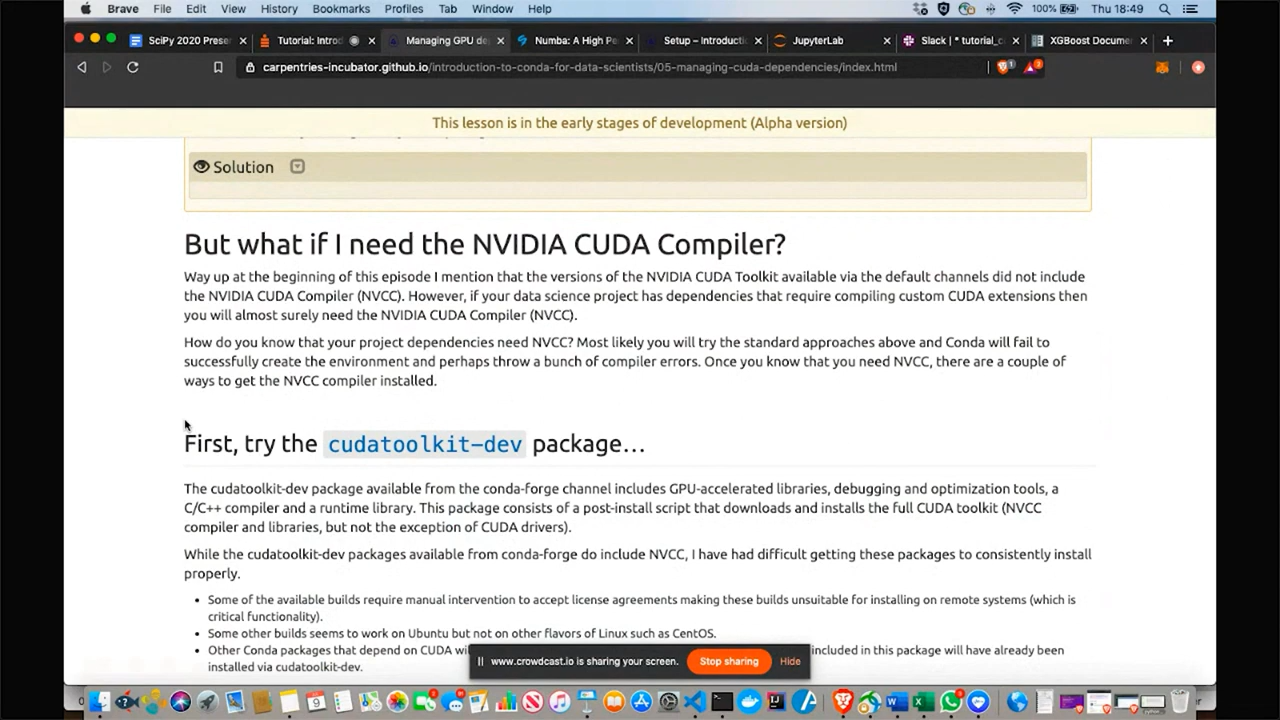 Brave File Edit View History Bookmarks Profiles Tab Window Help 100% Thu 18:49
SciPy 2020 Prese Tutorial: Introd Managing GPU de Numba: A High P Setup – Introductio JupyterLab Slack | * tutorial_c XGBoost Docume
carpentries-incubator.github.io/introduction-to-conda-for-data-scientists/05-managing-cuda-dependencies/index.html
This lesson is in the early stages of development (Alpha version)
Solution
But what if I need the NVIDIA CUDA Compiler?
Way up at the beginning of this episode I mention that the versions of the NVIDIA CUDA Toolkit available via the default channels did not include
the NVIDIA CUDA Compiler (NVCC). However, if your data science project has dependencies that require compiling custom CUDA extensions then
you will almost surely need the NVIDIA CUDA Compiler (NVCC).
How do you know that your project dependencies need NVCC? Most likely you will try the standard approaches above and Conda will fail to
successfully create the environment and perhaps throw a bunch of compiler errors. Once you know that you need NVCC, there are a couple of
ways to get the NVCC compiler installed.
First, try the cudatoolkit-dev package…
The cudatoolkit-dev package available from the conda-forge channel includes GPU-accelerated libraries, debugging and optimization tools, a
C/C++ compiler and a runtime library. This package consists of a post-install script that downloads and installs the full CUDA toolkit (NVCC
compiler and libraries, but not the exception of CUDA drivers).
While the cudatoolkit-dev packages available from conda-forge do include NVCC, I have had difficult getting these packages to consistently install
properly.
• Some of the available builds require manual intervention to accept license agreements making these builds unsuitable for installing on remote systems (which is
critical functionality).
• Some other builds seems to work on Ubuntu but not on other flavors of Linux such as CentOS.
• Other Conda packages that depend on CUDA wi included in this package will have already been
installed via cudatoolkit-dev.
www.crowdcast.io is sharing your screen. Stop sharing Hide